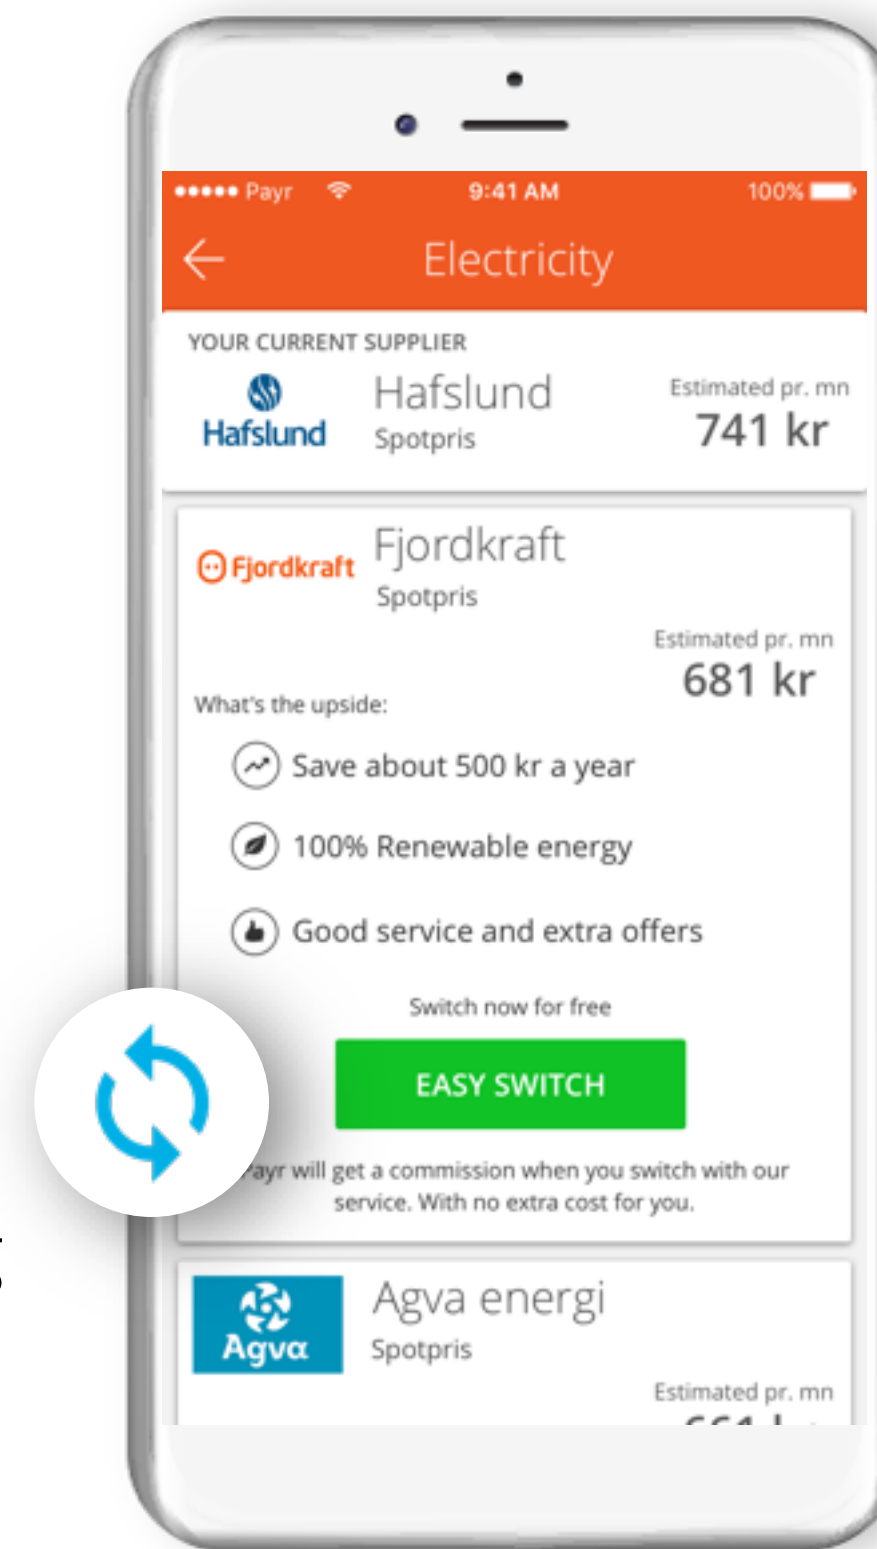 Payr 9:41 AM 100%
Electricity
YOUR CURRENT SUPPLIER
Hafslund
Hafslund
Spotpris
Estimated pr. mn
741 kr
Fjordkraft
Fjordkraft
Spotpris
Estimated pr. mn
681 kr
What's the upside:
Save about 500 kr a year
100% Renewable energy
Good service and extra offers
Switch now for free
EASY SWITCH
Payr will get a commission when you switch with our
service. With no extra cost for you.
Agva
Agva energi
Spotpris
Estimated pr. mn